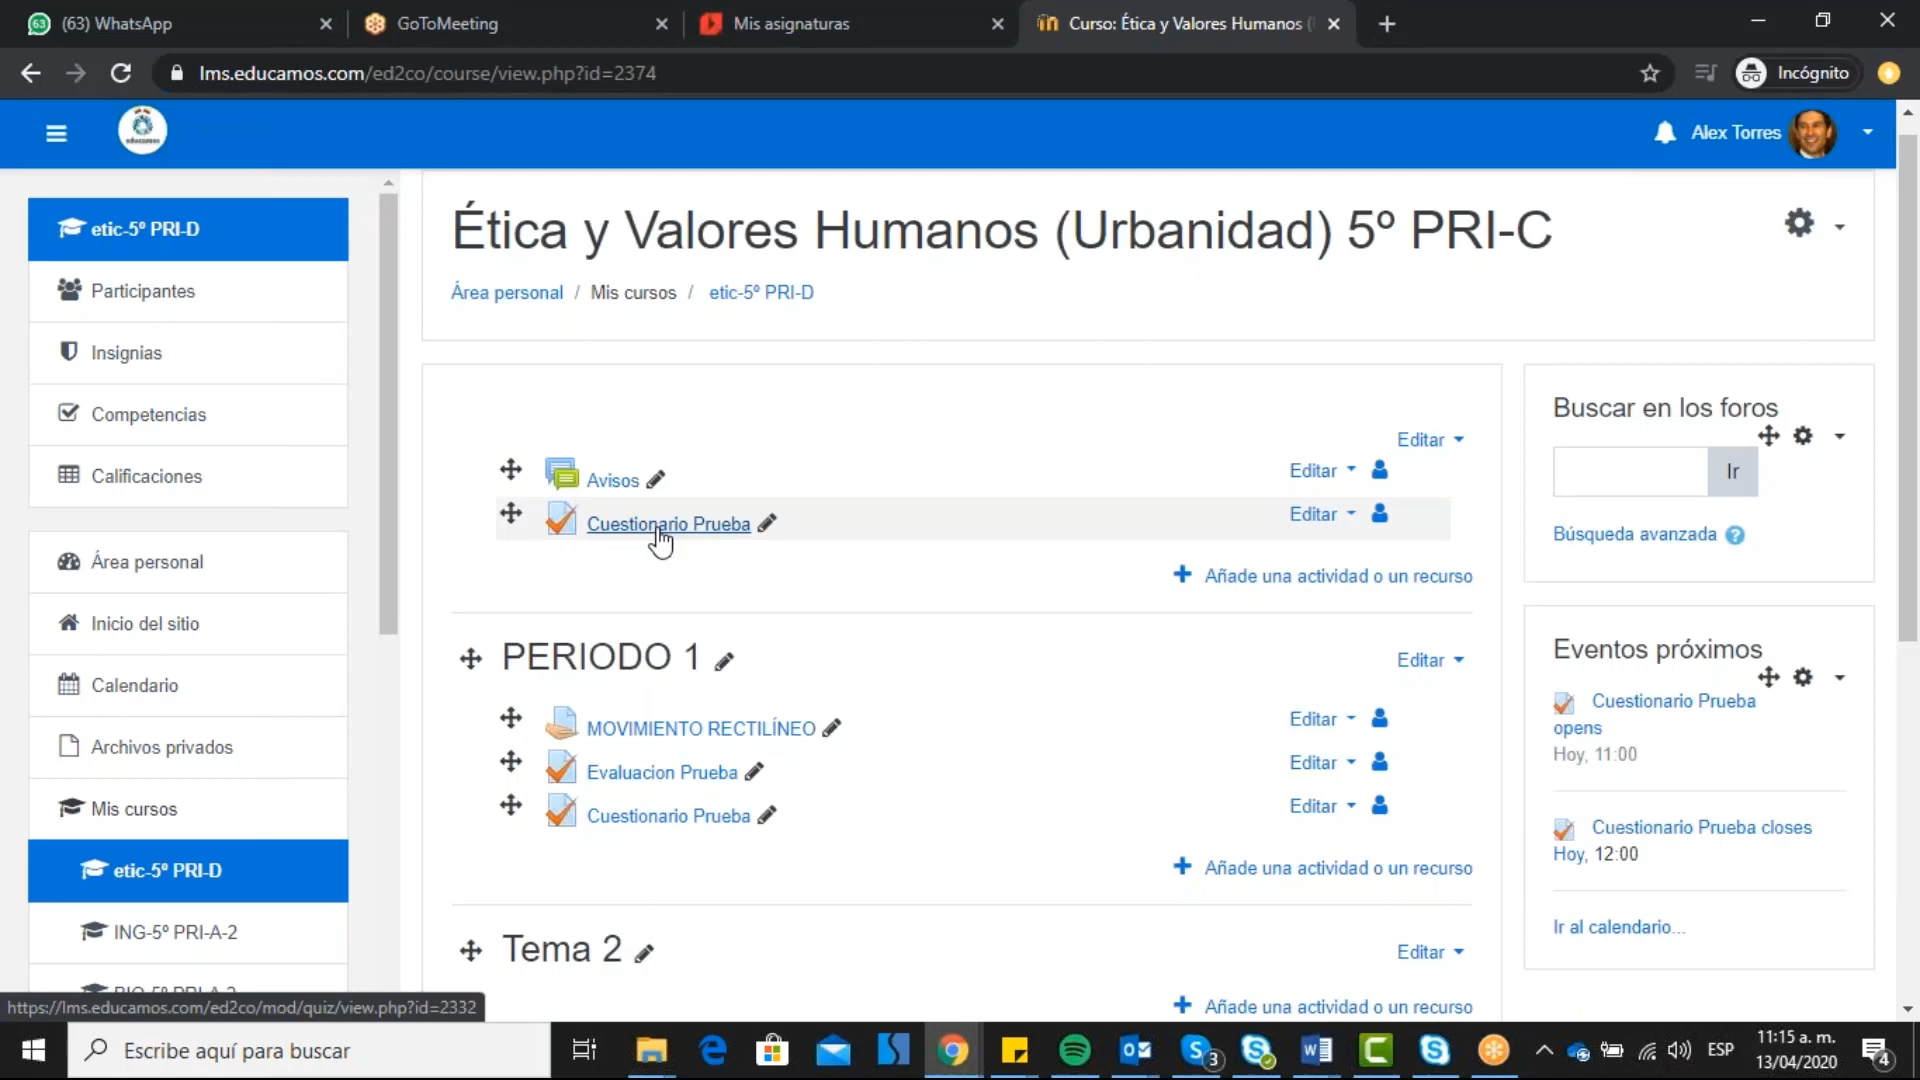 (63) WhatsApp
GoToMeeting
Mis asignaturas
Curso: Ética y Valores Humanos (
lms.educamos.com/ed2co/course/view.php?id=2374
Incógnito
educamos
Alex Torres
etic-5º PRI-D
Participantes
Insignias
Competencias
Calificaciones
Área personal
Inicio del sitio
Calendario
Archivos privados
Mis cursos
etic-5º PRI-D
ING-5º PRI-A-2
BIO-5º PRI-A-2
https://lms.educamos.com/ed2co/mod/quiz/view.php?id=2332
Ética y Valores Humanos (Urbanidad) 5º PRI-C
Área personal / Mis cursos / etic-5º PRI-D
Editar
Avisos Editar
Cuestionario Prueba Editar
Añade una actividad o un recurso
PERIODO 1 Editar
MOVIMIENTO RECTILÍNEO Editar
Evaluacion Prueba Editar
Cuestionario Prueba Editar
Añade una actividad o un recurso
Tema 2 Editar
Añade una actividad o un recurso
Buscar en los foros
Ir
Búsqueda avanzada
Eventos próximos
Cuestionario Prueba
opens
Hoy, 11:00
Cuestionario Prueba closes
Hoy, 12:00
Ir al calendario...
Escribe aquí para buscar
3
ESP
11:15 a. m.
13/04/2020
4